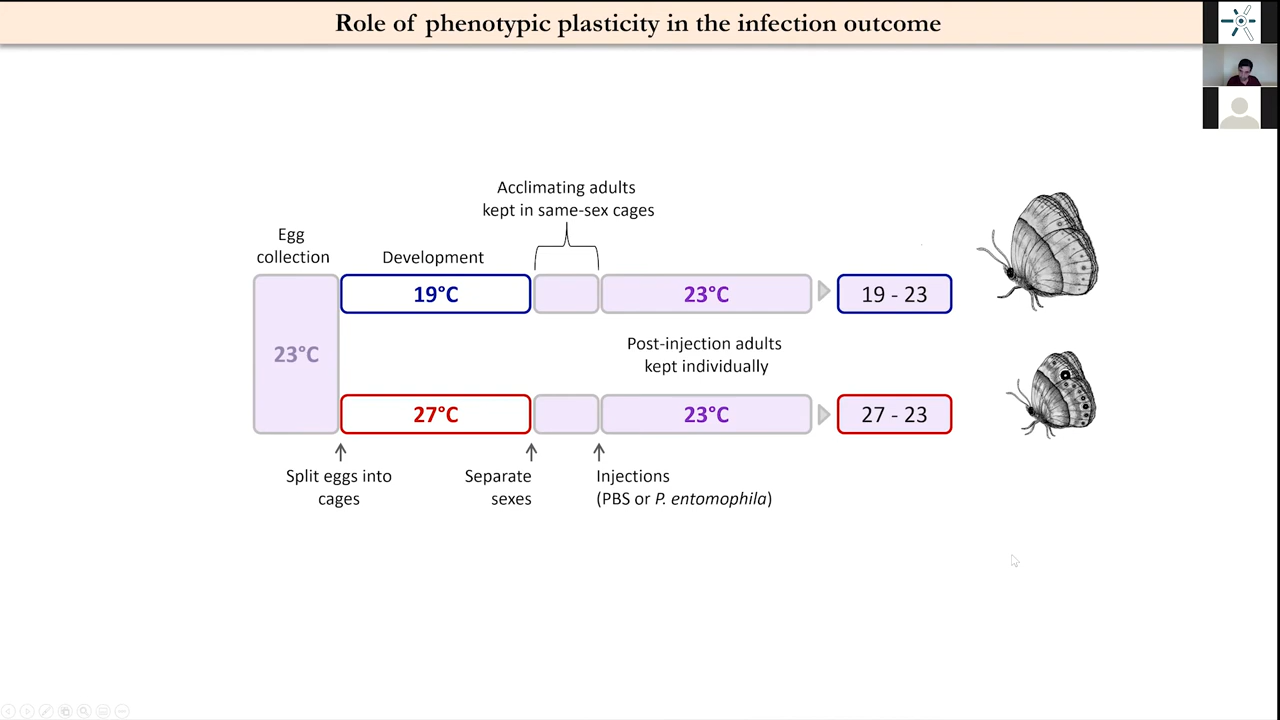 Role of phenotypic plasticity in the infection outcome
Acclimating adults
kept in same-sex cages
Egg
collection
Development
19°C
23°C
19 - 23
23°C
Post-injection adults
kept individually
27°C
23°C
27 - 23
Split eggs into
cages
Separate
sexes
Injections
(PBS or P. entomophila)